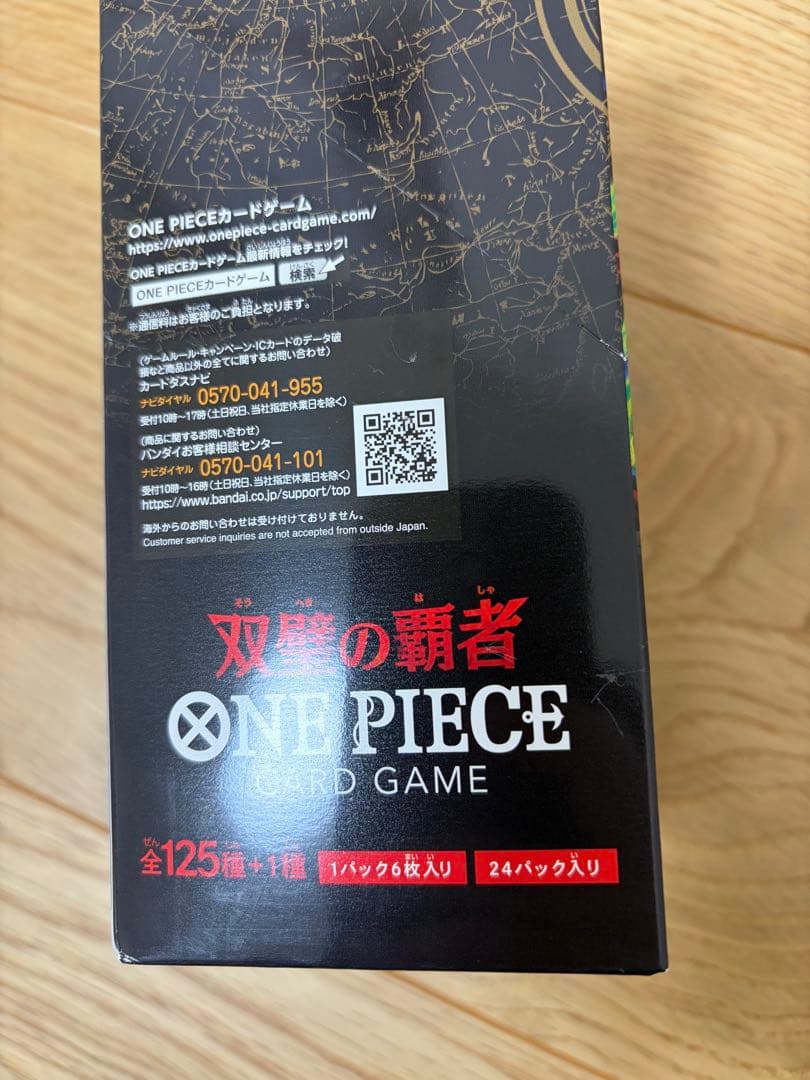 ONE PIECEカードゲーム
https://www.onepiece-cardgame.com/
ONE PIECEカードゲーム最新情報をチェック!
ONE PIECEカードゲーム 検索
※通信料はお客様のご負担となります。
(ゲームルール・キャンペーン・ICカードのデータ破
損など商品以外の全てに関するお問い合わせ)
カードダスナビ
ナビダイヤル 0570-041-955
受付10時〜17時(土日祝日、当社指定休業日を除く)
(商品に関するお問い合わせ)
バンダイお客様相談センター
ナビダイヤル 0570-041-101
受付10時〜16時(土日祝日、当社指定休業日を除く)
https://www.bandai.co.jp/support/top
海外からのお問い合わせは受け付けておりません。
Customer service inquiries are not accepted from outside Japan.
そう へき は しゃ
双璧の覇者
ONE PIECE
CARD GAME
全125種+1種 1パック6枚入り 24パック入り